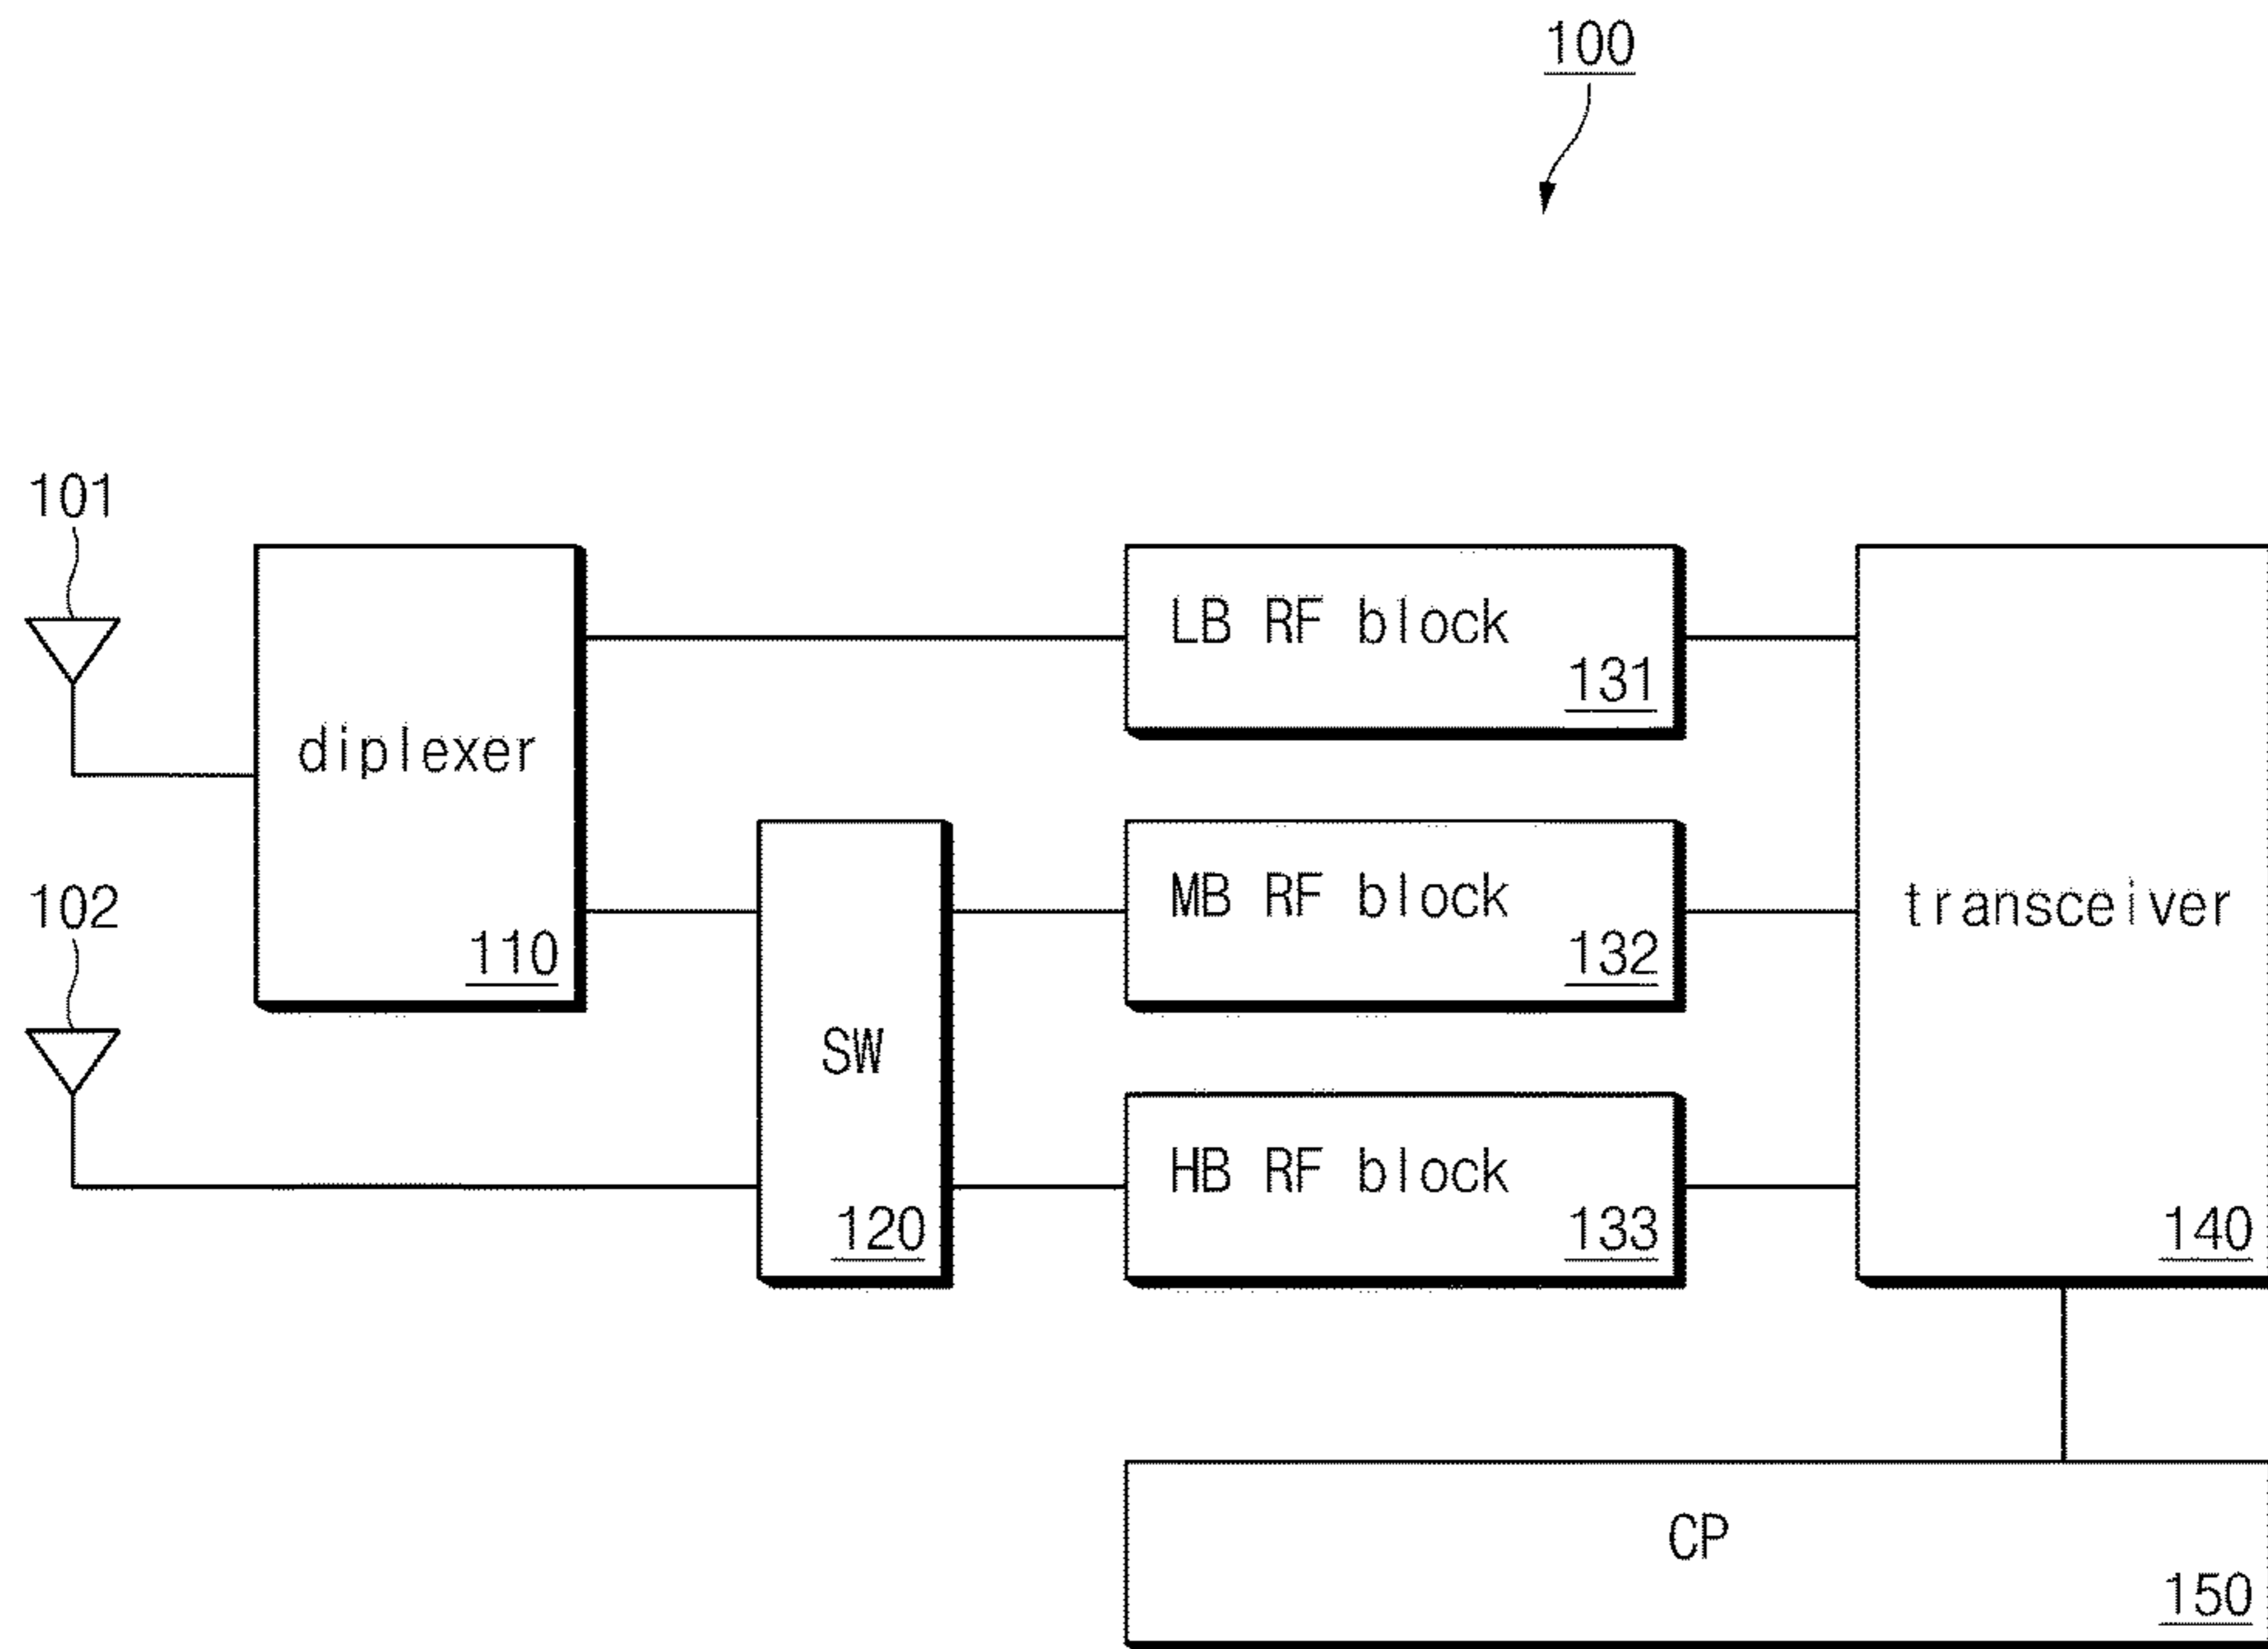 100
101
LB RF block
131
diplexer
102
110
MB RF block
132
transceiver
SW
120
HB RF block
133
140
CP
150